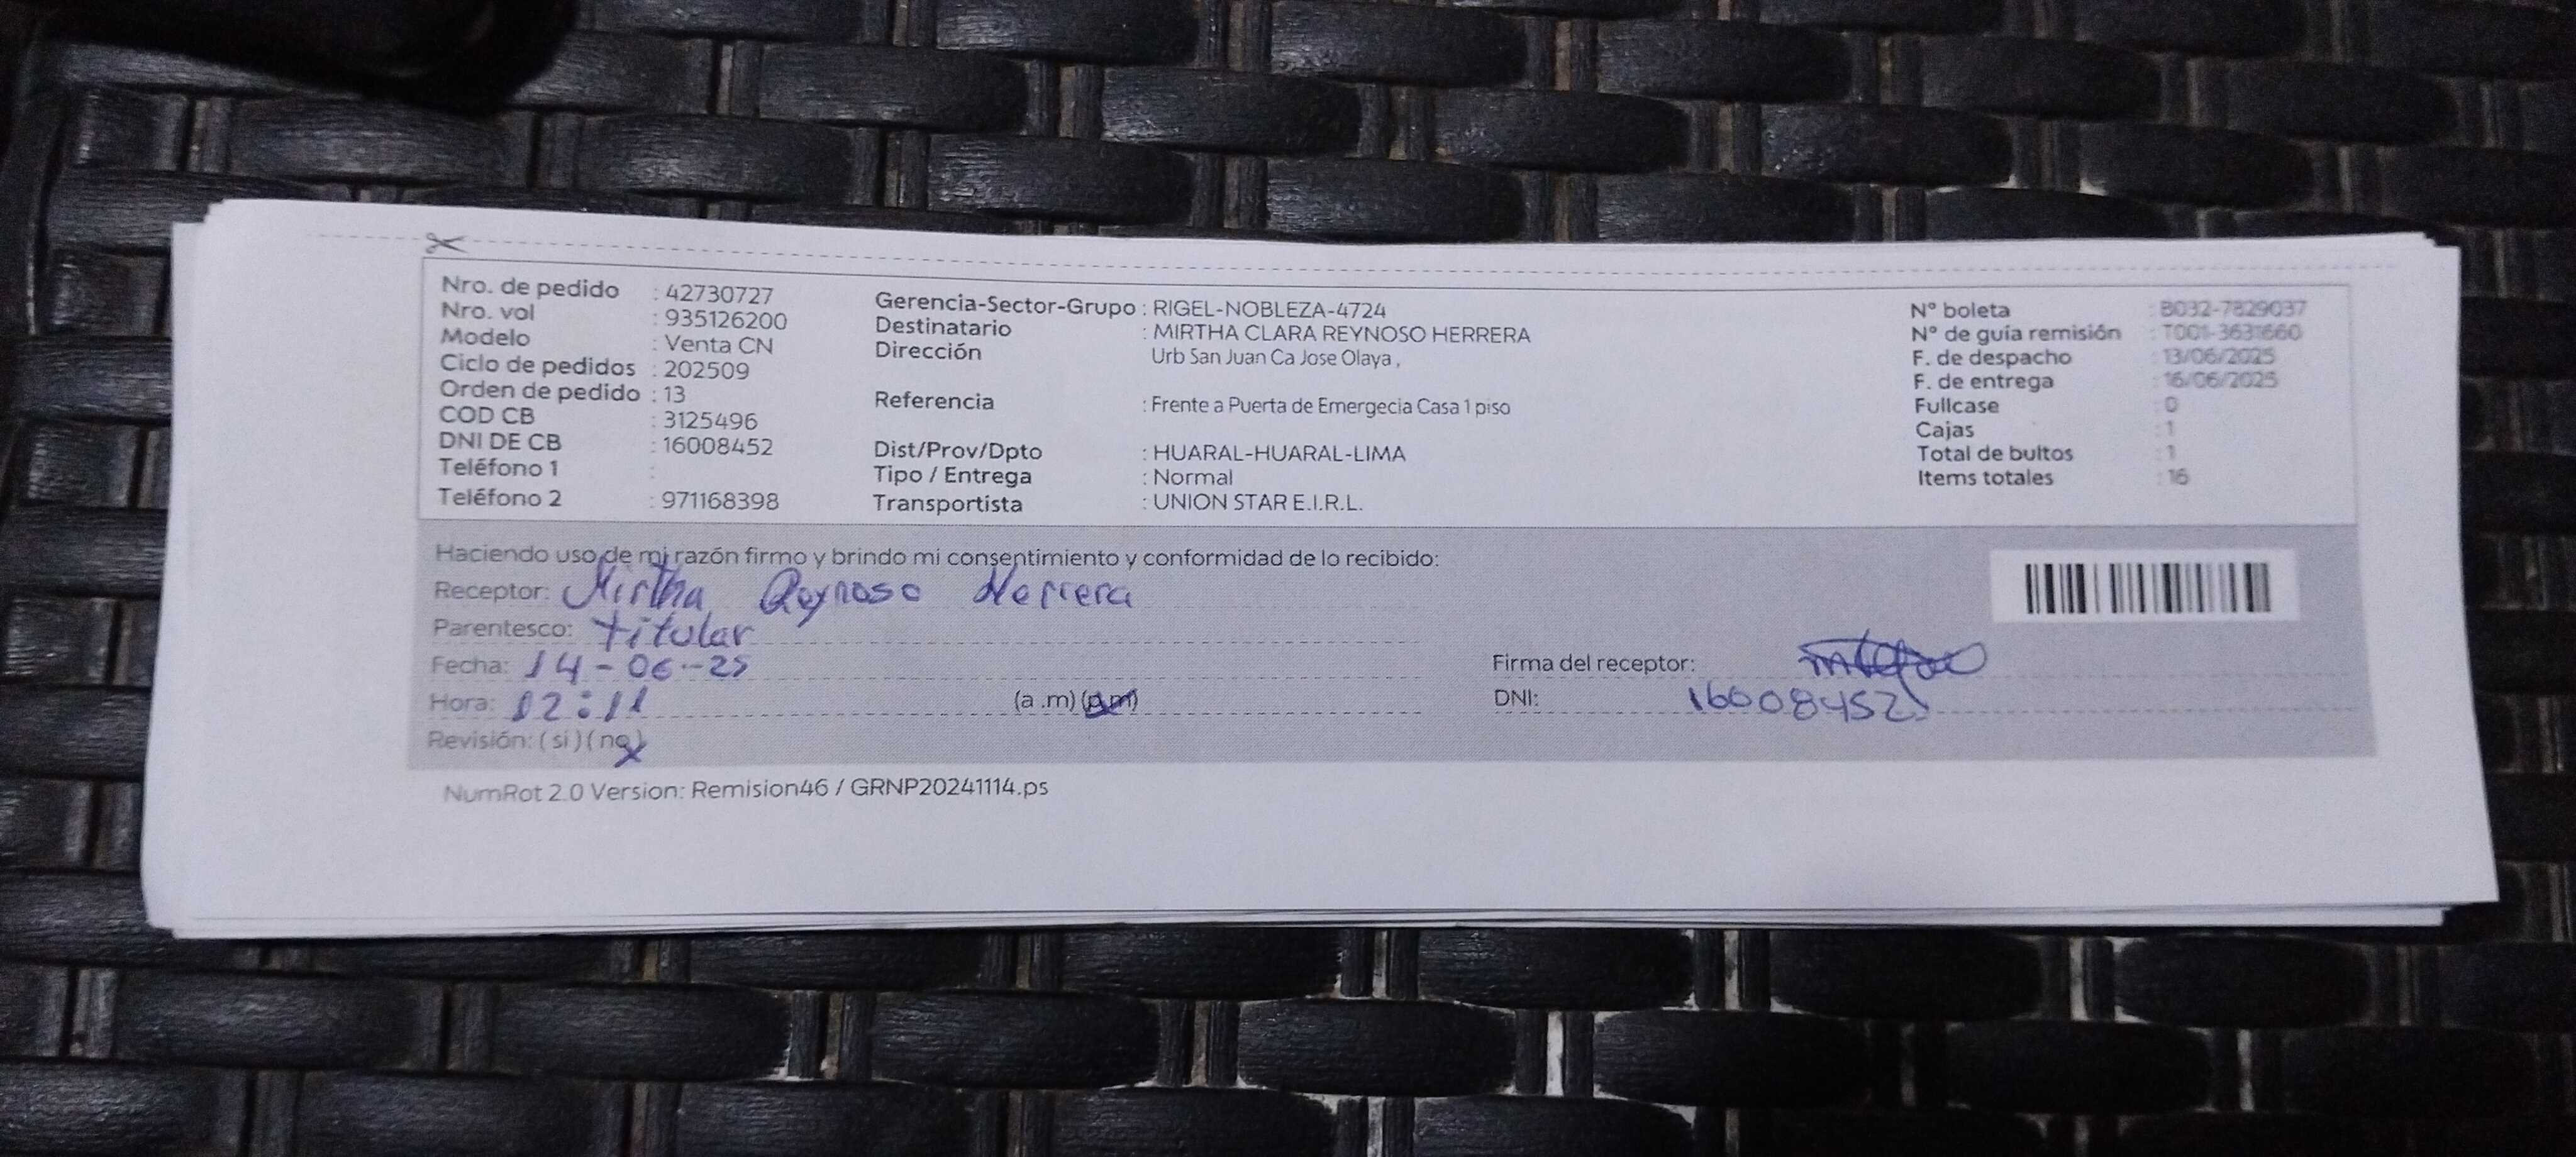 Nro. de pedido : 42730727
Nro. vol : 935126200
Modelo : Venta CN
Ciclo de pedidos : 202509
Orden de pedido : 13
COD CB : 3125496
DNI DE CB : 16008452
Teléfono 1 :
Teléfono 2 : 971168398
Gerencia-Sector-Grupo : RIGEL-NOBLEZA-4724
Destinatario : MIRTHA CLARA REYNOSO HERRERA
Dirección Urb San Juan Ca Jose Olaya ,
Referencia : Frente a Puerta de Emergecia Casa 1 piso
Dist/Prov/Dpto : HUARAL-HUARAL-LIMA
Tipo / Entrega : Normal
Transportista : UNION STAR E.I.R.L.
N° boleta : B032-7829037
N° de guía remisión : T001-3631660
F. de despacho : 13/06/2025
F. de entrega : 16/06/2025
Fullcase : 0
Cajas : 1
Total de bultos : 1
Items totales : 16
Haciendo uso de mi razón firmo y brindo mi consentimiento y conformidad de lo recibido:
Receptor: Mirtha Reynoso Herrera
Parentesco: titular
Fecha: 14-06-25
Hora: 12:11 (a .m) (p.m)
Revisión: ( si ) ( no )
Firma del receptor:
DNI: 16008452
NumRot 2.0 Version: Remision46 / GRNP20241114.ps